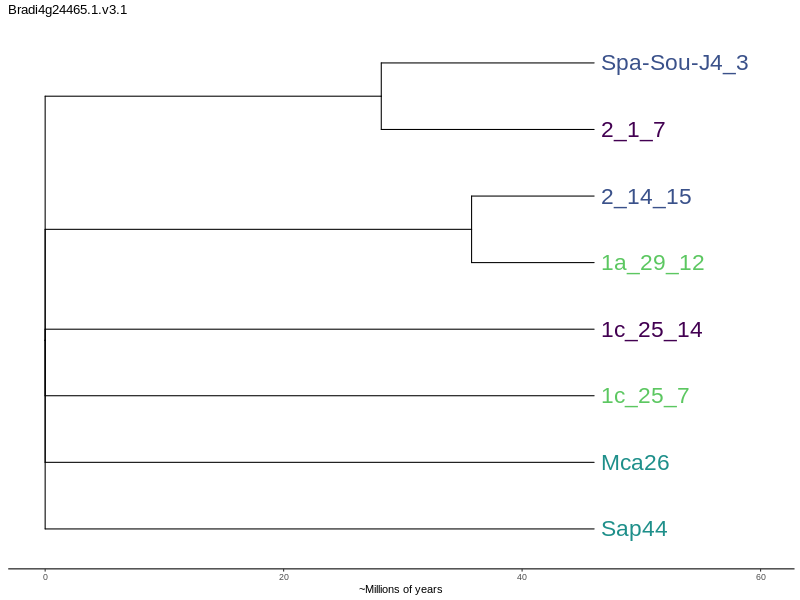 Bradi4g24465.1.v3.1
Spa-Sou-J4_3
2_1_7
2_14_15
1a_29_12
1c_25_14
1c_25_7
Mca26
Sap44
0 20 40 60
~Millions of years